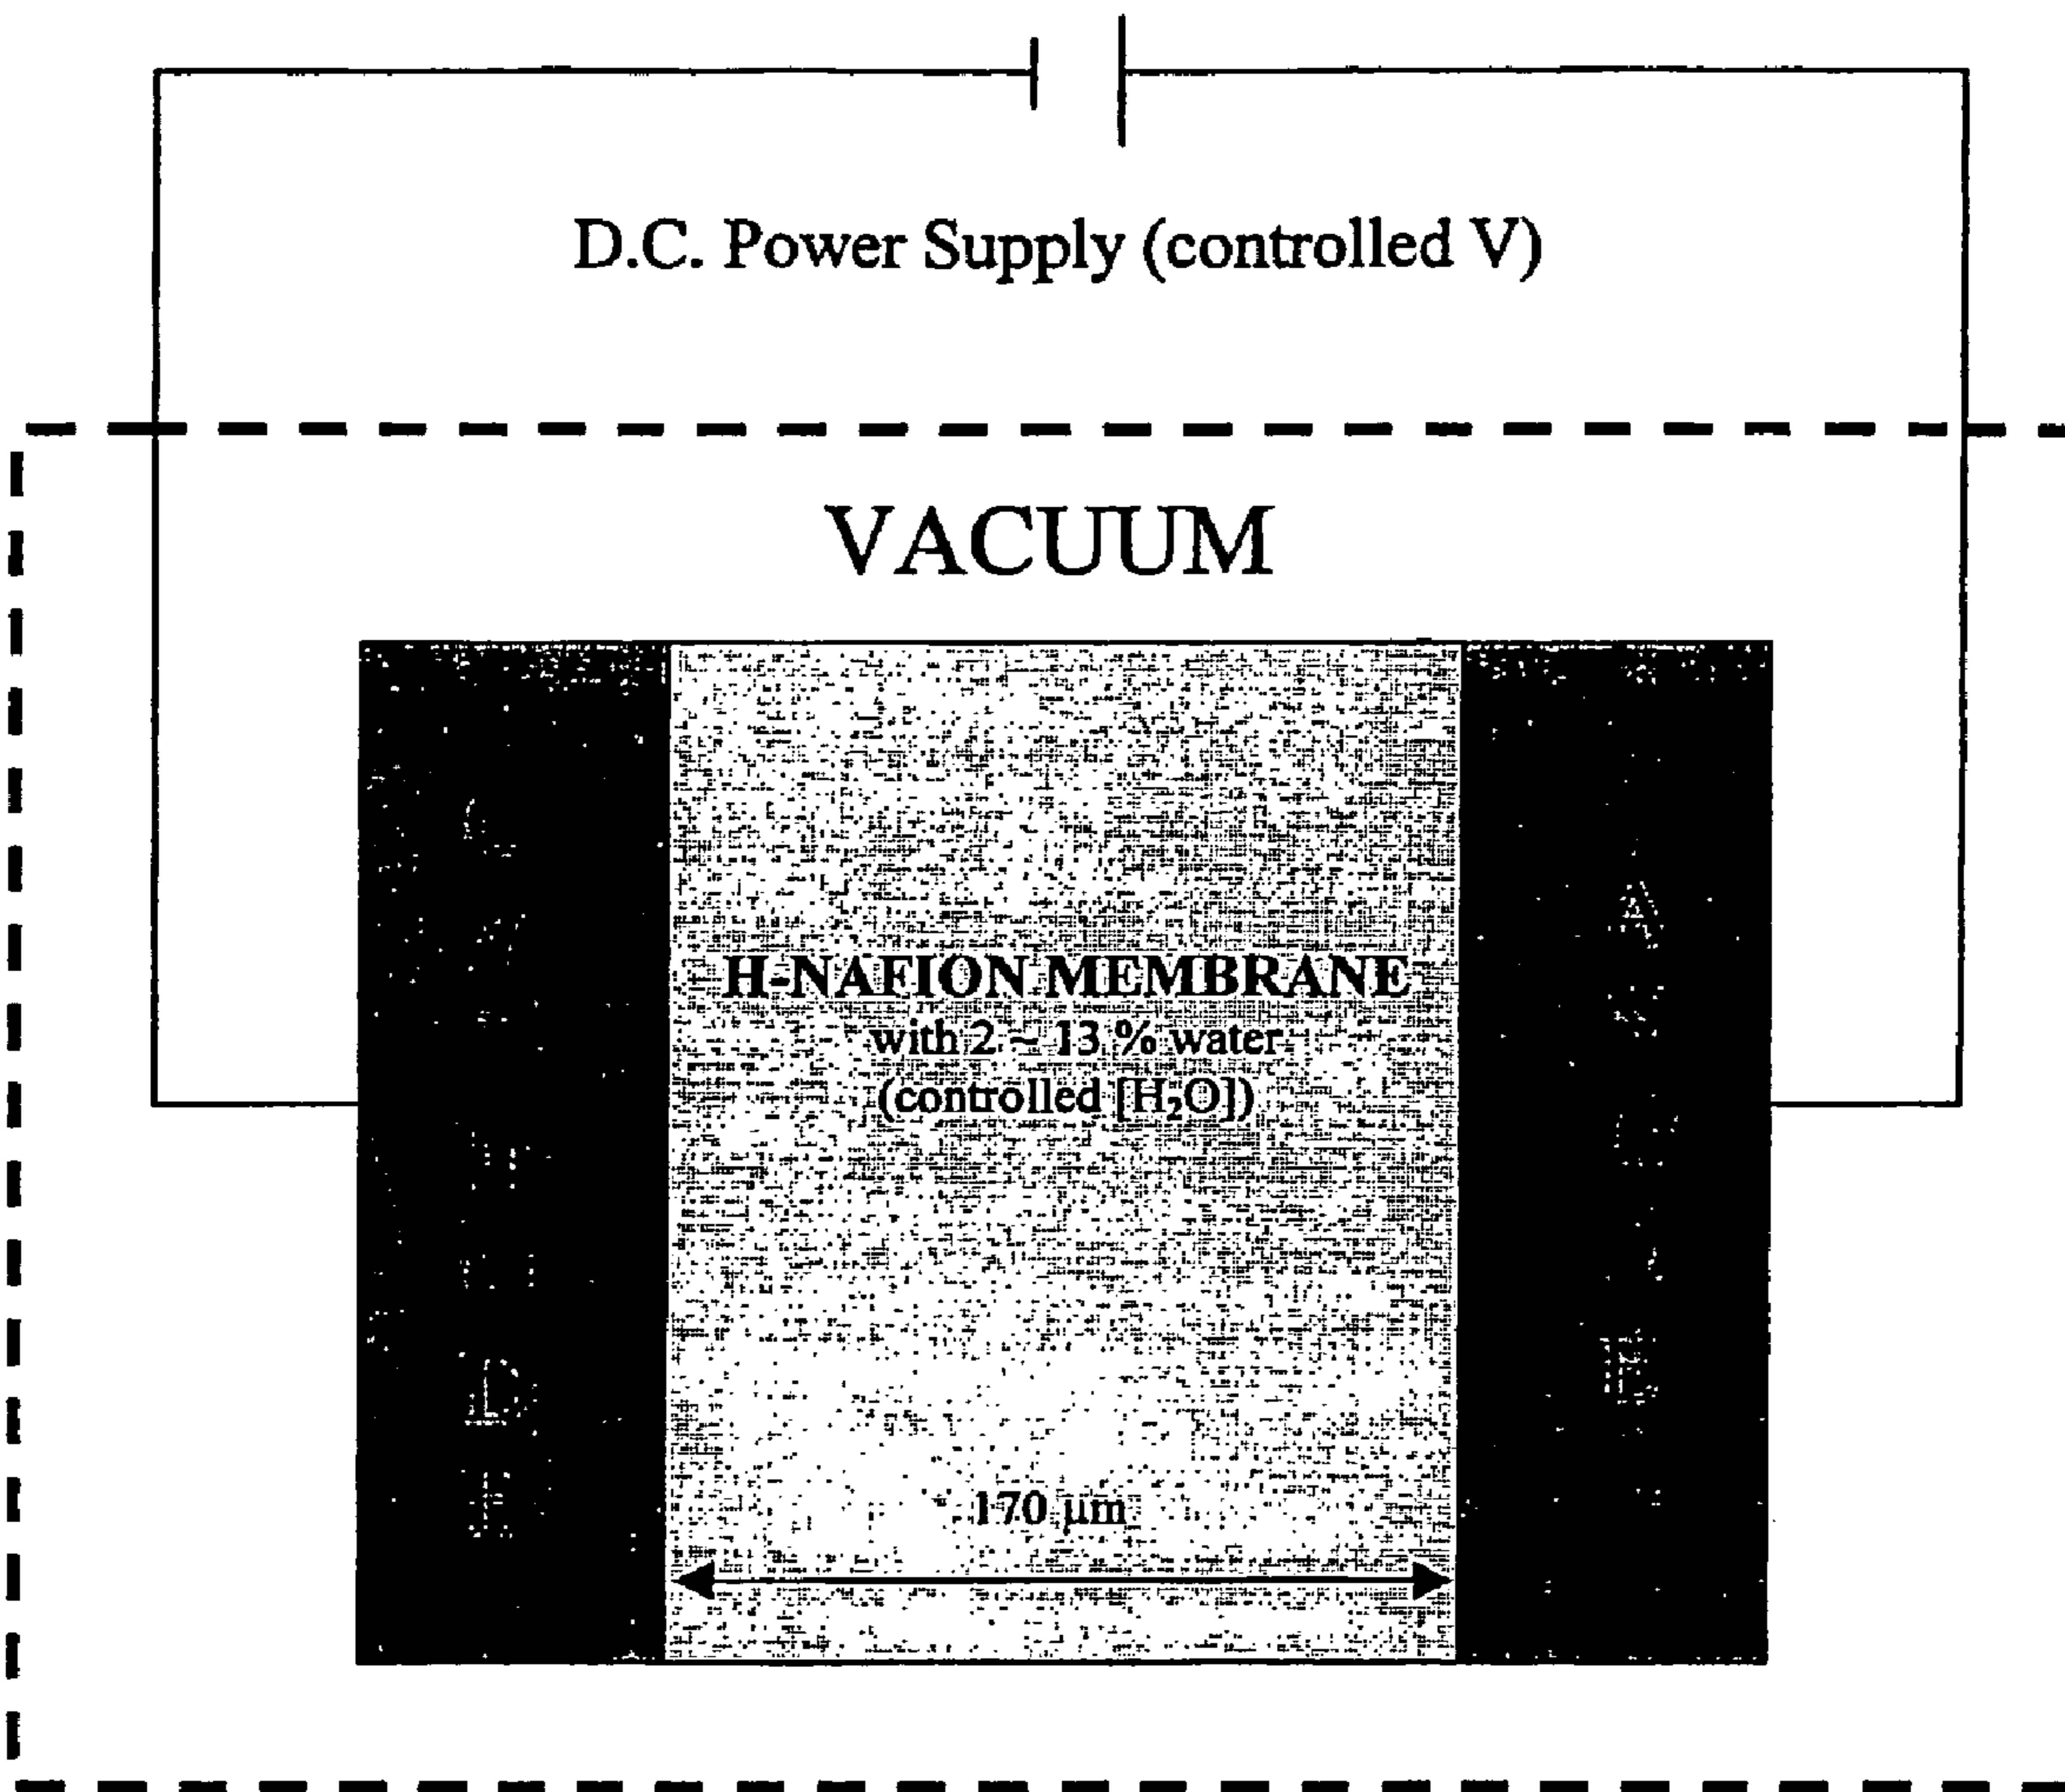 D.C. Power Supply (controlled V)
VACUUM
H-NAFION MEMBRANE
with 2 ~ 13 % water
(controlled [H₂O])
170 µm